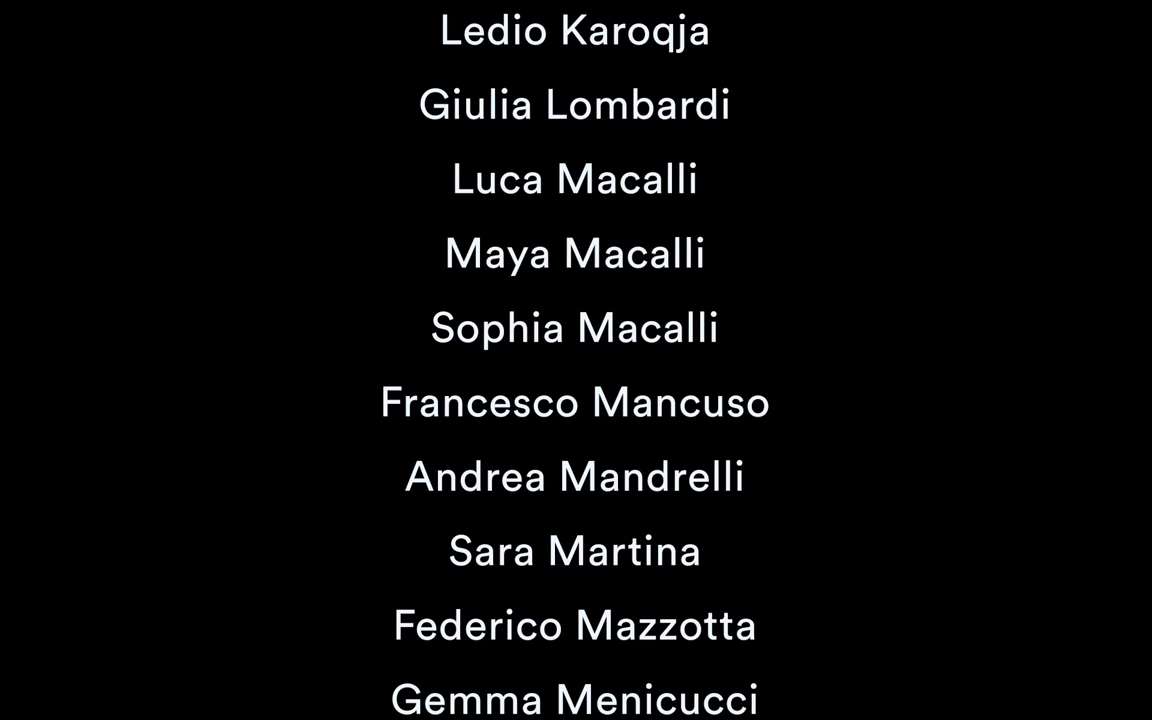 Ledio Karoqja
Giulia Lombardi
Luca Macalli
Maya Macalli
Sophia Macalli
Francesco Mancuso
Andrea Mandrelli
Sara Martina
Federico Mazzotta
Gemma Menicucci